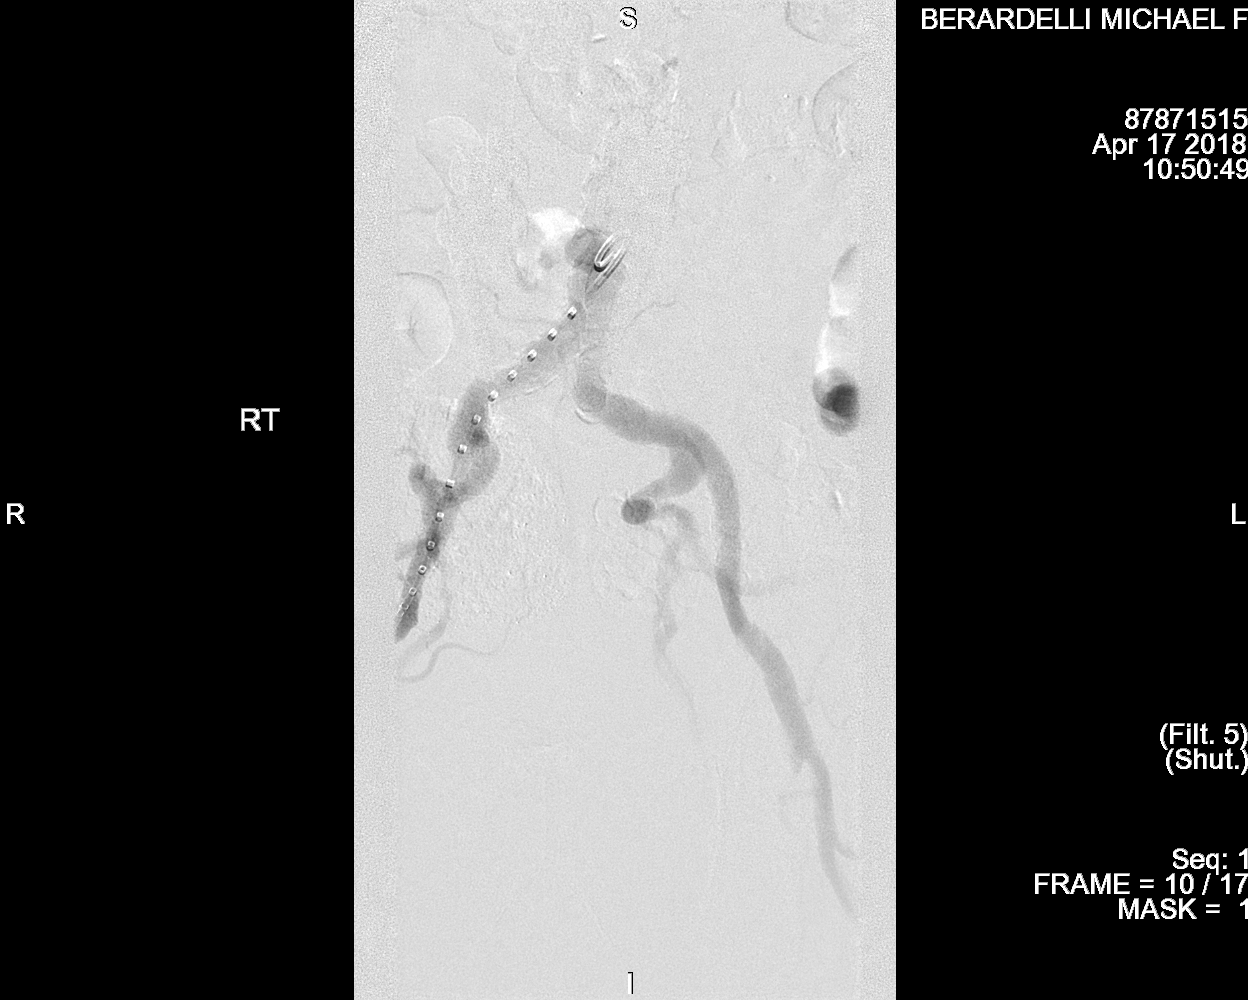 S
BERARDELLI MICHAEL F
87871515
Apr 17 2018
10:50:49
RT
R
L
(Filt. 5)
(Shut.)
Seq: 1
FRAME = 10 / 17
MASK = 1
I